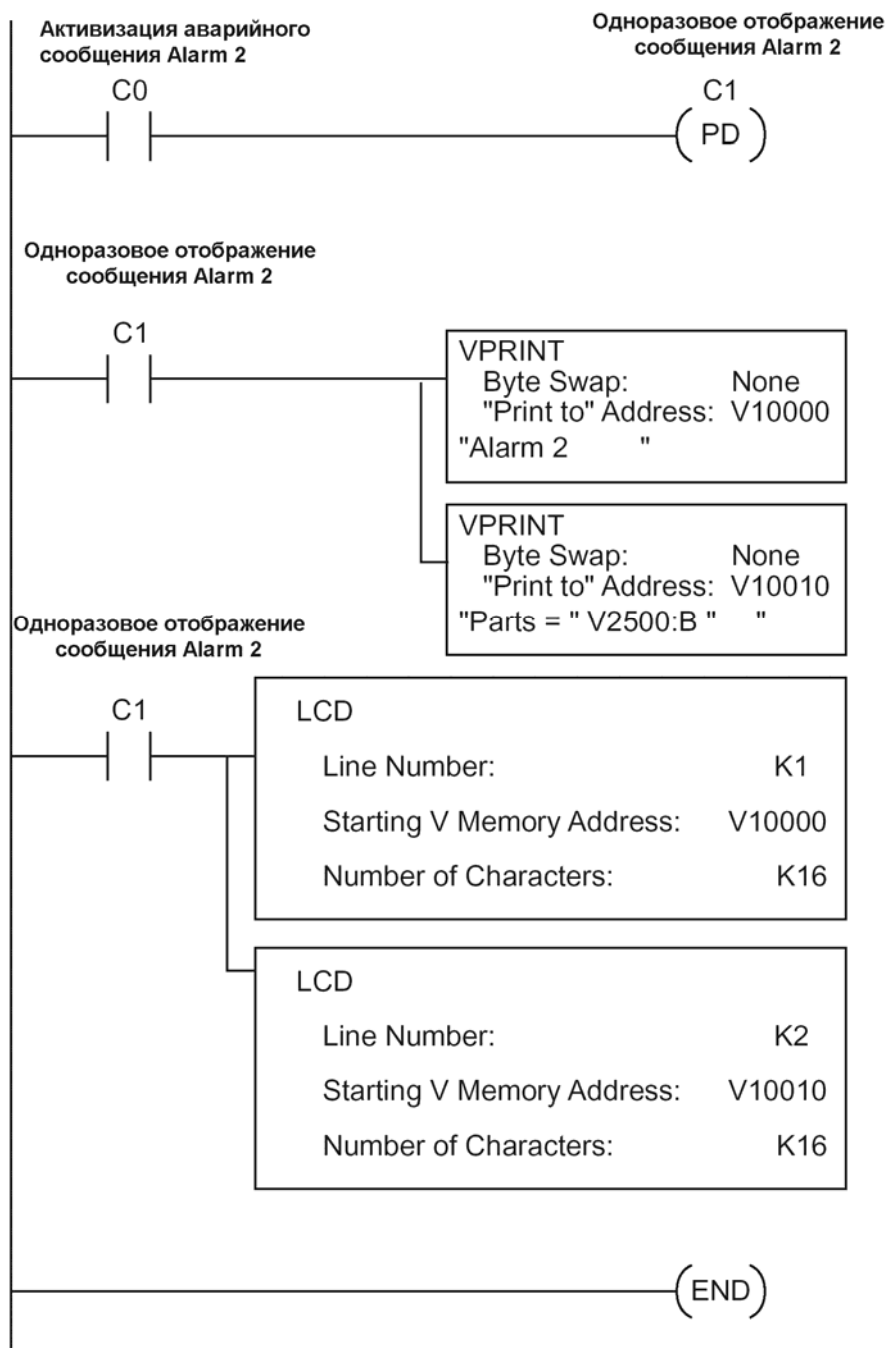 Активизация аварийного
сообщения Alarm 2
Одноразовое отображение
сообщения Alarm 2
C0
C1
PD
Одноразовое отображение
сообщения Alarm 2
C1
VPRINT
Byte Swap: None
"Print to" Address: V10000
"Alarm 2 "
VPRINT
Byte Swap: None
"Print to" Address: V10010
"Parts = " V2500:B " "
Одноразовое отображение
сообщения Alarm 2
C1
LCD
Line Number: K1
Starting V Memory Address: V10000
Number of Characters: K16
LCD
Line Number: K2
Starting V Memory Address: V10010
Number of Characters: K16
END